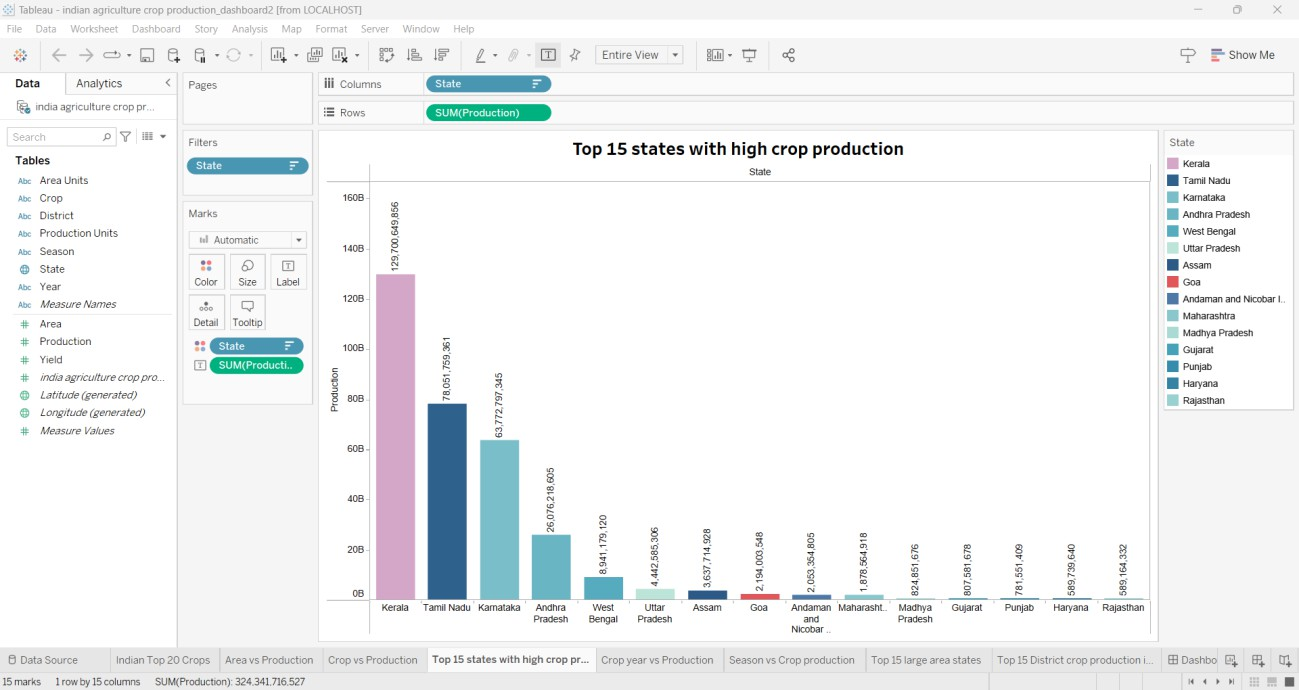 Tableau - indian agriculture crop production_dashboard2 [from LOCALHOST]
File Data Worksheet Dashboard Story Analysis Map Format Server Window Help
Entire View
Show Me
Data Analytics
india agriculture crop pr...
Search
Tables
Abc Area Units
Abc Crop
Abc District
Abc Production Units
Abc Season
State
Abc Year
Abc Measure Names
# Area
# Production
# Yield
# india agriculture crop pro...
Latitude (generated)
Longitude (generated)
# Measure Values
Pages
Filters
State
Marks
Automatic
Color Size Label
Detail Tooltip
State
SUM(Producti..
Columns State
Rows SUM(Production)
Top 15 states with high crop production
State
Production
160B
140B
120B
100B
80B
60B
40B
20B
0B
129,700,649,856
78,051,759,361
63,772,797,345
26,076,218,605
8,941,179,120
4,442,585,306
3,637,714,928
2,194,003,548
2,053,354,805
1,878,564,918
824,851,676
807,581,678
781,551,409
589,739,640
589,164,332
Kerala
Tamil Nadu
Karnataka
Andhra
Pradesh
West
Bengal
Uttar
Pradesh
Assam
Goa
Andaman
and
Nicobar ..
Maharasht..
Madhya
Pradesh
Gujarat
Punjab
Haryana
Rajasthan
State
Kerala
Tamil Nadu
Karnataka
Andhra Pradesh
West Bengal
Uttar Pradesh
Assam
Goa
Andaman and Nicobar I..
Maharashtra
Madhya Pradesh
Gujarat
Punjab
Haryana
Rajasthan
Data Source Indian Top 20 Crops Area vs Production Crop vs Production Top 15 states with high crop pr... Crop year vs Production Season vs Crop production Top 15 large area states Top 15 District crop production i... Dashbo
15 marks 1 row by 15 columns SUM(Production): 324,341,716,527